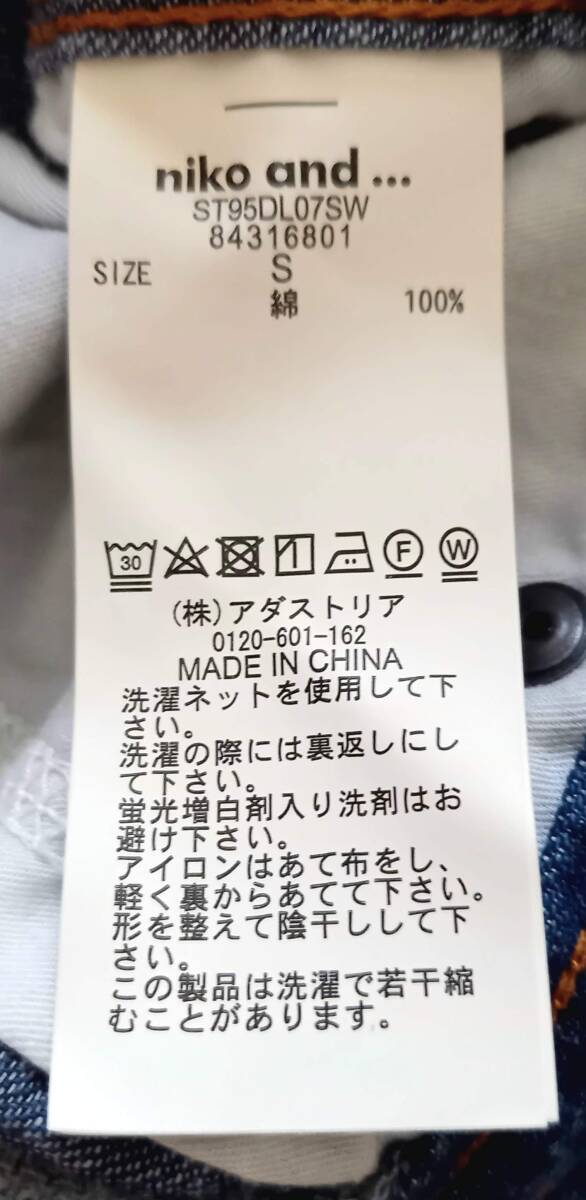 niko and ...
ST95DL07SW
84316801
SIZE S
綿 100%
30 F W
(株)アダストリア
0120-601-162
MADE IN CHINA
洗濯ネットを使用して下
さい。
洗濯の際には裏返しにし
て下さい。
蛍光増白剤入り洗剤はお
避け下さい。
アイロンはあて布をし、
軽く裏からあてて下さい。
形を整えて陰干しして下
さい。
この製品は洗濯で若干縮
むことがあります。